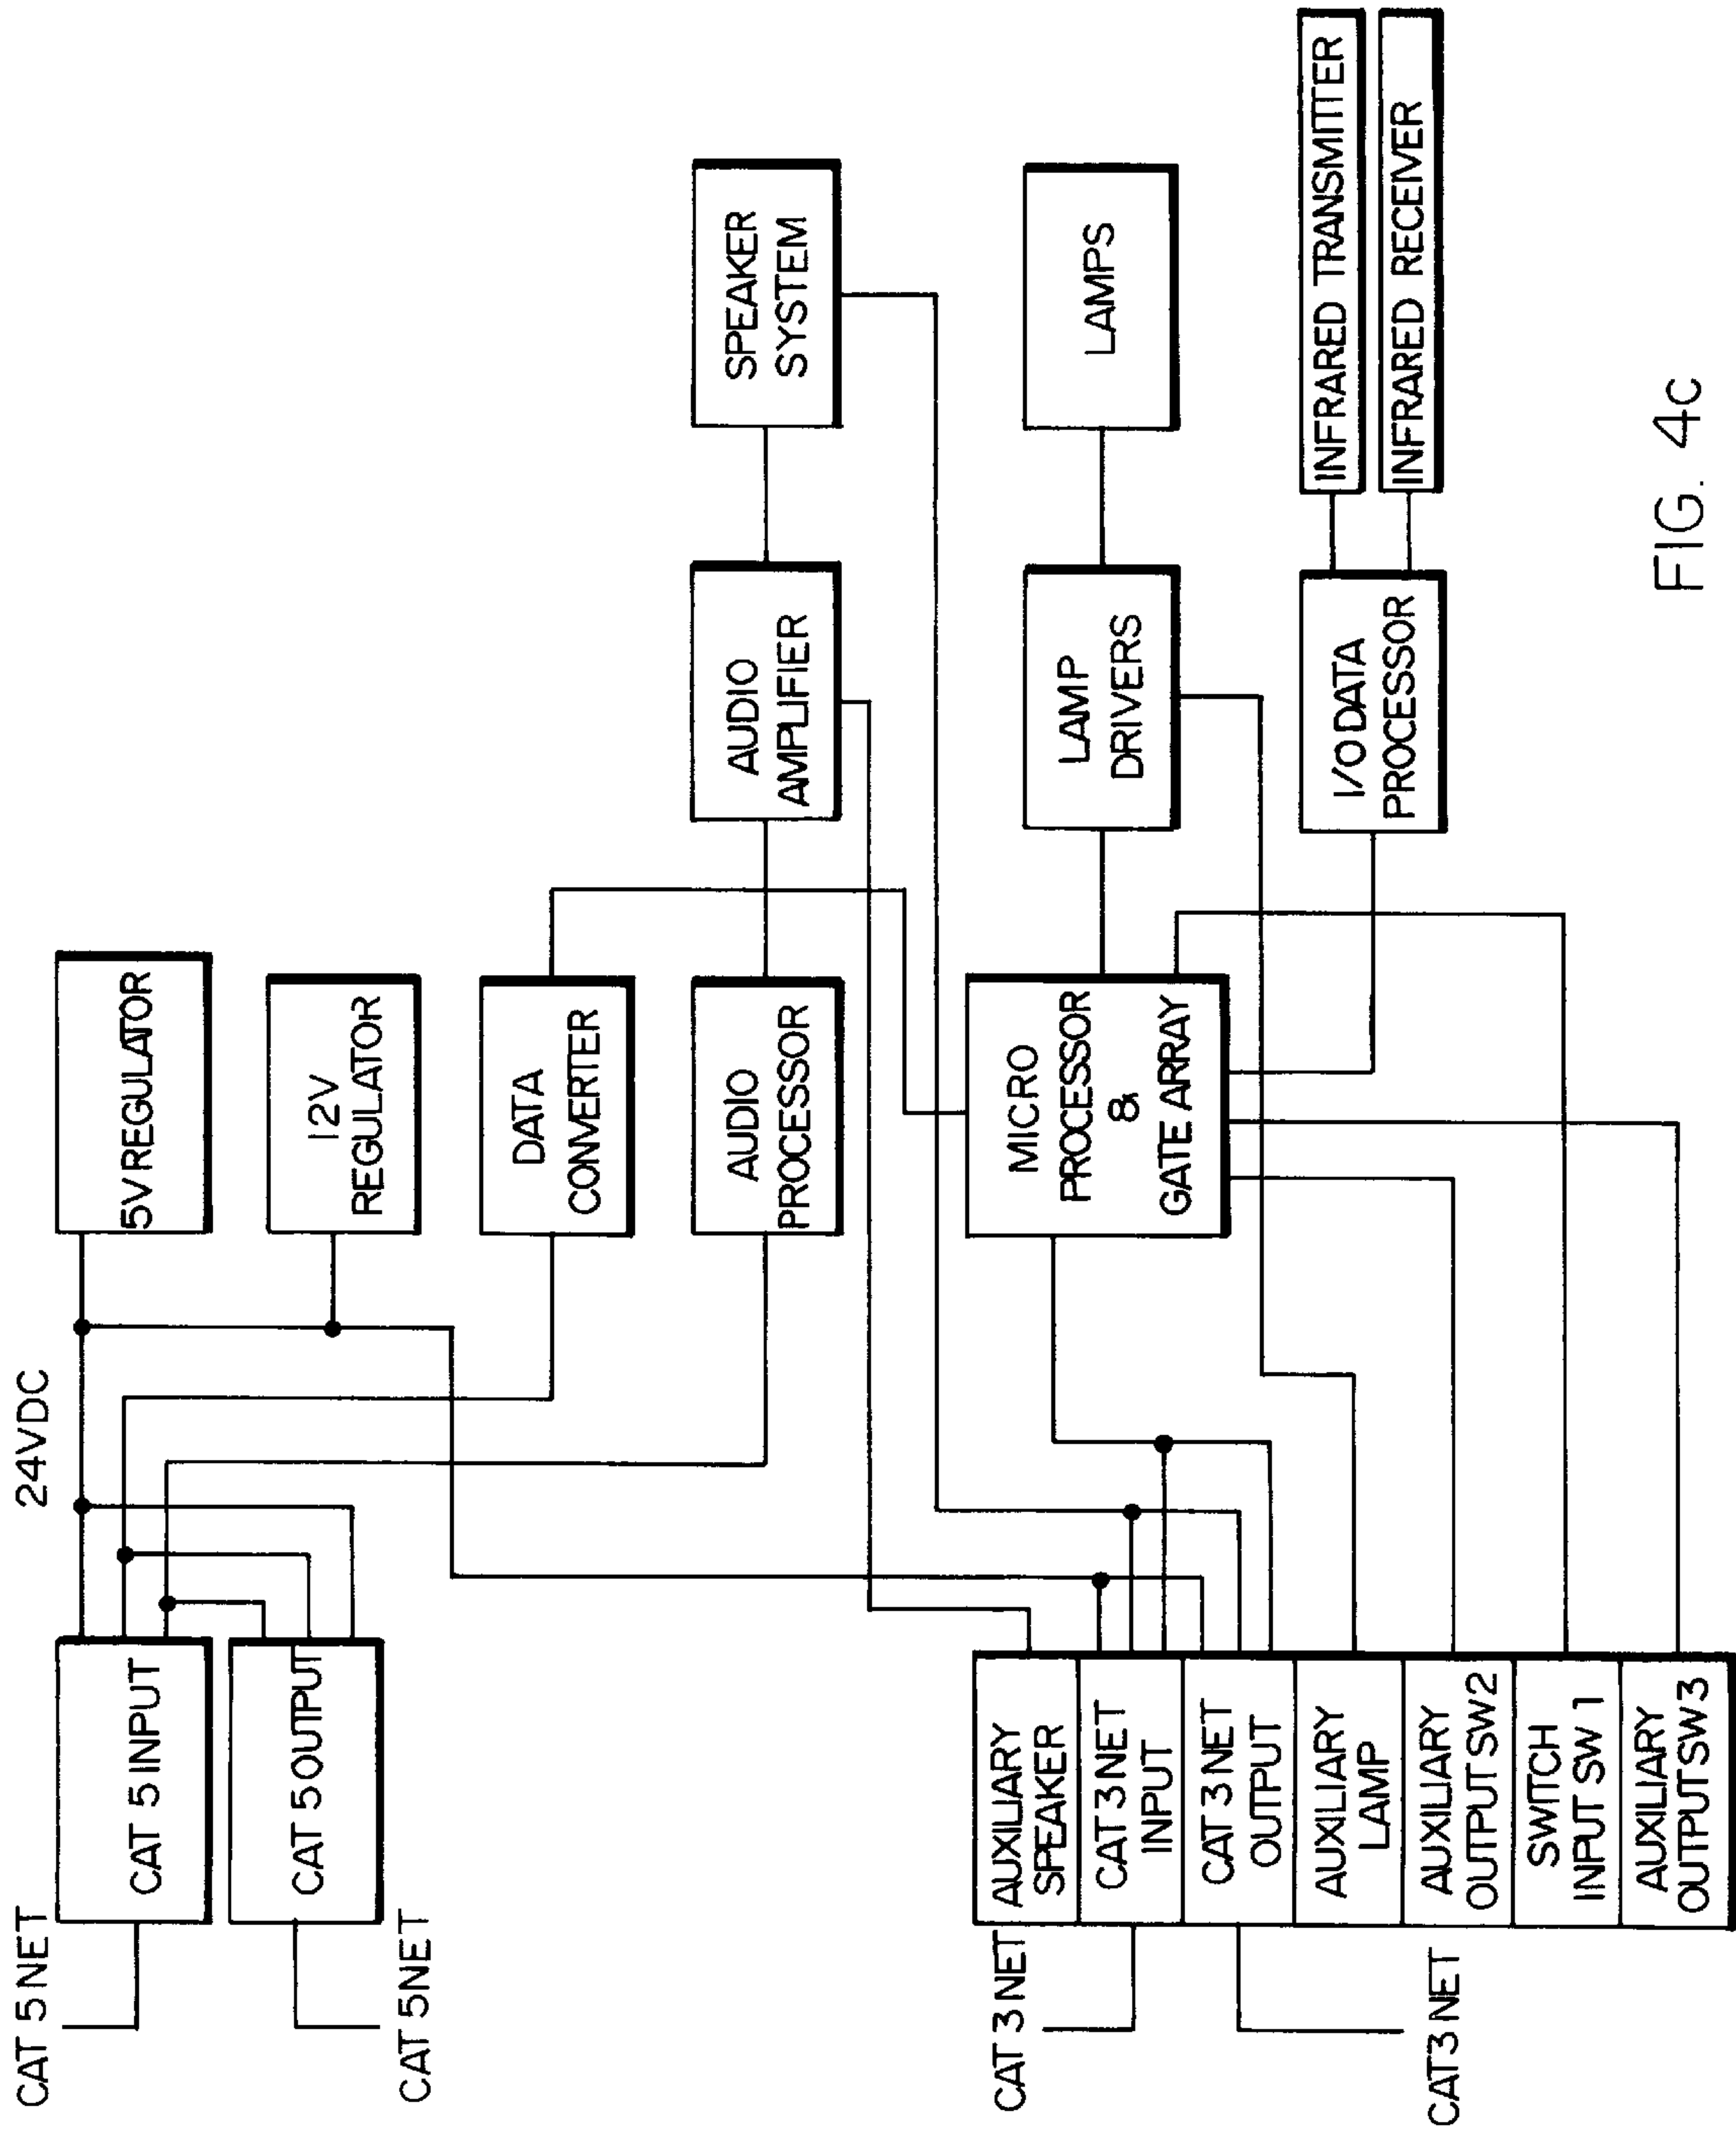 CAT 5 NET
CAT 5 INPUT
24VDC
5V REGULATOR
12V
REGULATOR
CAT 5 OUTPUT
CAT 5NET
DATA
CONVERTER
AUDIO
PROCESSOR
AUDIO
AMPLIFIER
SPEAKER
SYSTEM
CAT 3 NET
AUXILIARY
SPEAKER
CAT 3 NET
INPUT
CAT 3 NET
OUTPUT
AUXILIARY
LAMP
AUXILIARY
OUTPUT SW2
SWITCH
INPUT SW 1
AUXILIARY
OUTPUT SW 3
CAT3 NET
MICRO
PROCESSOR
&
GATE ARRAY
LAMP
DRIVERS
LAMPS
I/O DATA
PROCESSOR
INFRARED TRANSMITTER
INFRARED RECEIVER
FIG. 4c